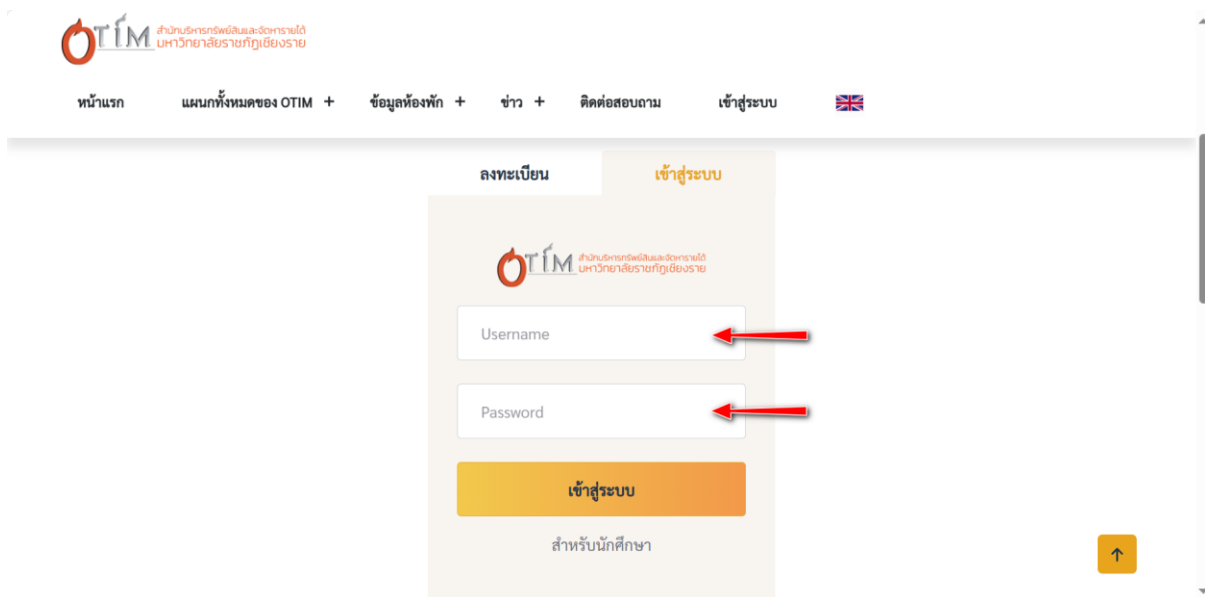 OTIM สำนักบริหารทรัพย์สินและจัดหารายได้
มหาวิทยาลัยราชภัฏเชียงราย
หน้าแรก แผนกทั้งหมดของ OTIM + ข้อมูลห้องพัก + ข่าว + ติดต่อสอบถาม เข้าสู่ระบบ
ลงทะเบียน เข้าสู่ระบบ
OTIM สำนักบริหารทรัพย์สินและจัดหารายได้
มหาวิทยาลัยราชภัฏเชียงราย
Username
Password
เข้าสู่ระบบ
สำหรับนักศึกษา